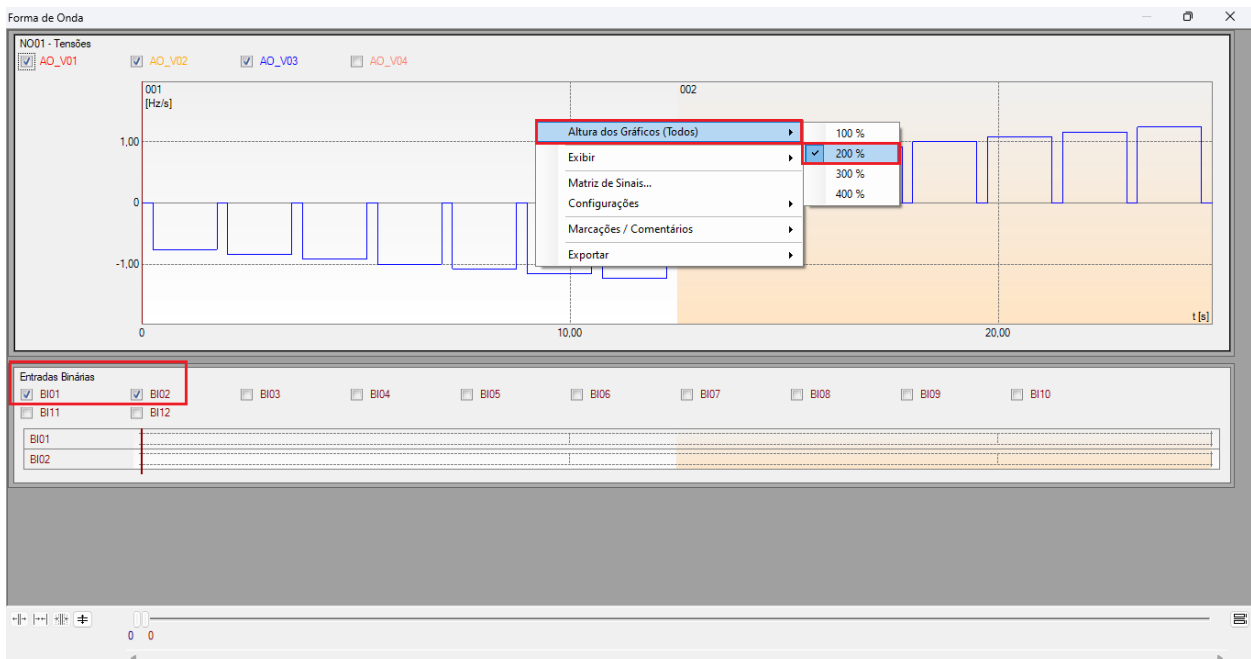 Forma de Onda
NO01 - Tensões
AO_V01 AO_V02 AO_V03 AO_V04
001 002
[Hz/s]
1,00
0
-1,00
Altura dos Gráficos (Todos)
Exibir
Matriz de Sinais...
Configurações
Marcações / Comentários
Exportar
100 %
200 %
300 %
400 %
t [s]
0 10,00 20,00
Entradas Binárias
BI01 BI02 BI03 BI04 BI05 BI06 BI07 BI08 BI09 BI10
BI11 BI12
BI01
BI02
0 0